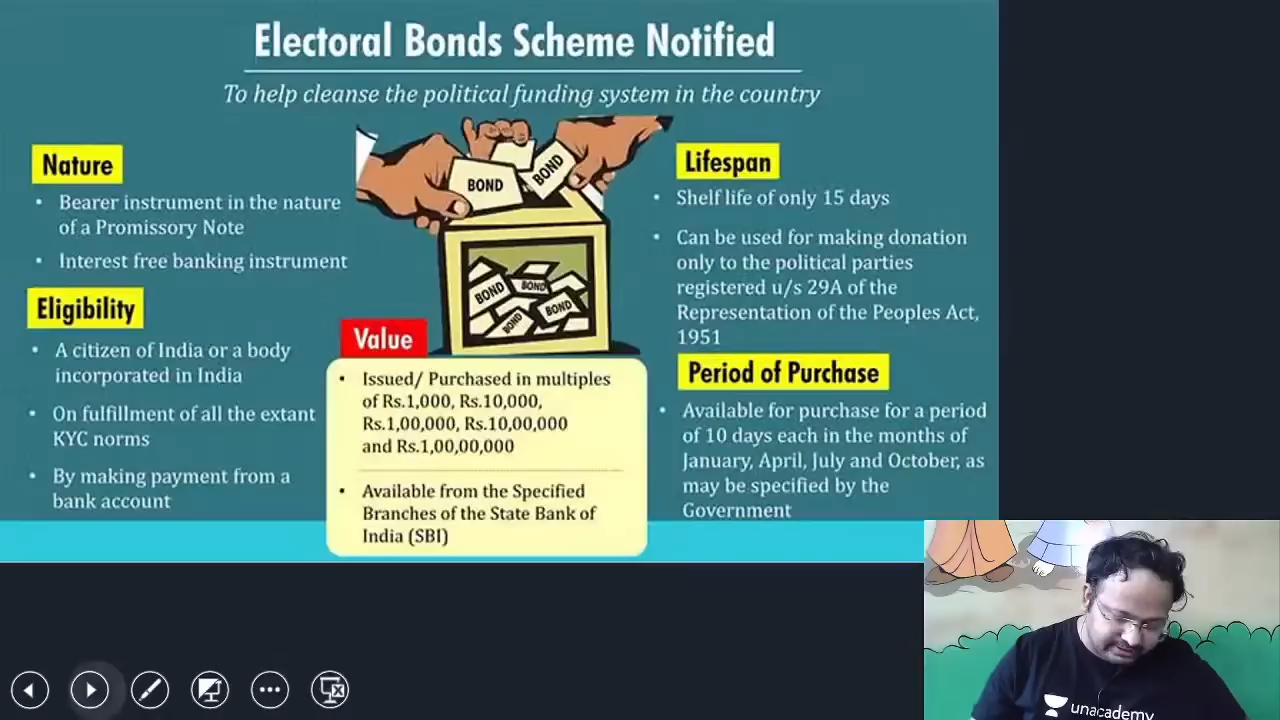 Electoral Bonds Scheme Notified
To help cleanse the political funding system in the country
Nature
• Bearer instrument in the nature
of a Promissory Note
• Interest free banking instrument
Eligibility
• A citizen of India or a body
incorporated in India
• On fulfillment of all the extant
KYC norms
• By making payment from a
bank account
BOND
BOND
BOND
BOND
BOND
BOND
Value
• Issued/ Purchased in multiples
of Rs.1,000, Rs.10,000,
Rs.1,00,000, Rs.10,00,000
and Rs.1,00,00,000
• Available from the Specified
Branches of the State Bank of
India (SBI)
Lifespan
• Shelf life of only 15 days
• Can be used for making donation
only to the political parties
registered u/s 29A of the
Representation of the Peoples Act,
1951
Period of Purchase
• Available for purchase for a period
of 10 days each in the months of
January, April, July and October, as
may be specified by the
Government
unacademy